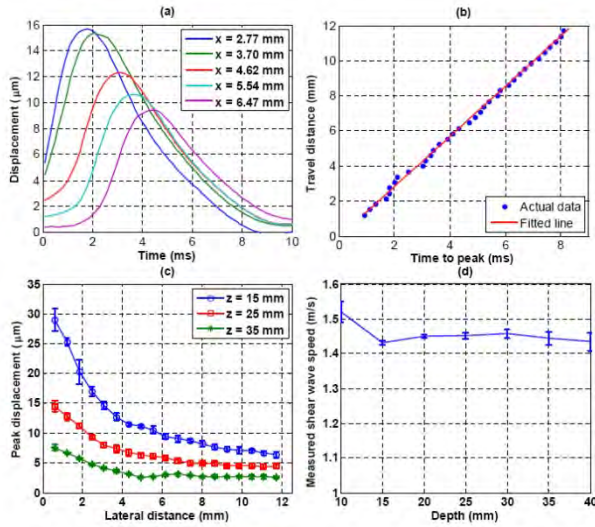 (a)
16
14
12
10
8
6
4
2
0
0 2 4 6 8 10
Displacement (μm)
Time (ms)
x = 2.77 mm
x = 3.70 mm
x = 4.62 mm
x = 5.54 mm
x = 6.47 mm
(b)
12
10
8
6
4
2
0
0 2 4 6 8
Travel distance (mm)
Time to peak (ms)
Actual data
Fitted line
(c)
35
30
25
20
15
10
5
0
0 2 4 6 8 10 12
Peak displacement (μm)
Lateral distance (mm)
z = 15 mm
z = 25 mm
z = 35 mm
(d)
1.6
1.5
1.4
1.3
1.2
1.1
1
10 15 20 25 30 35 40
Measured shear wave speed (m/s)
Depth (mm)